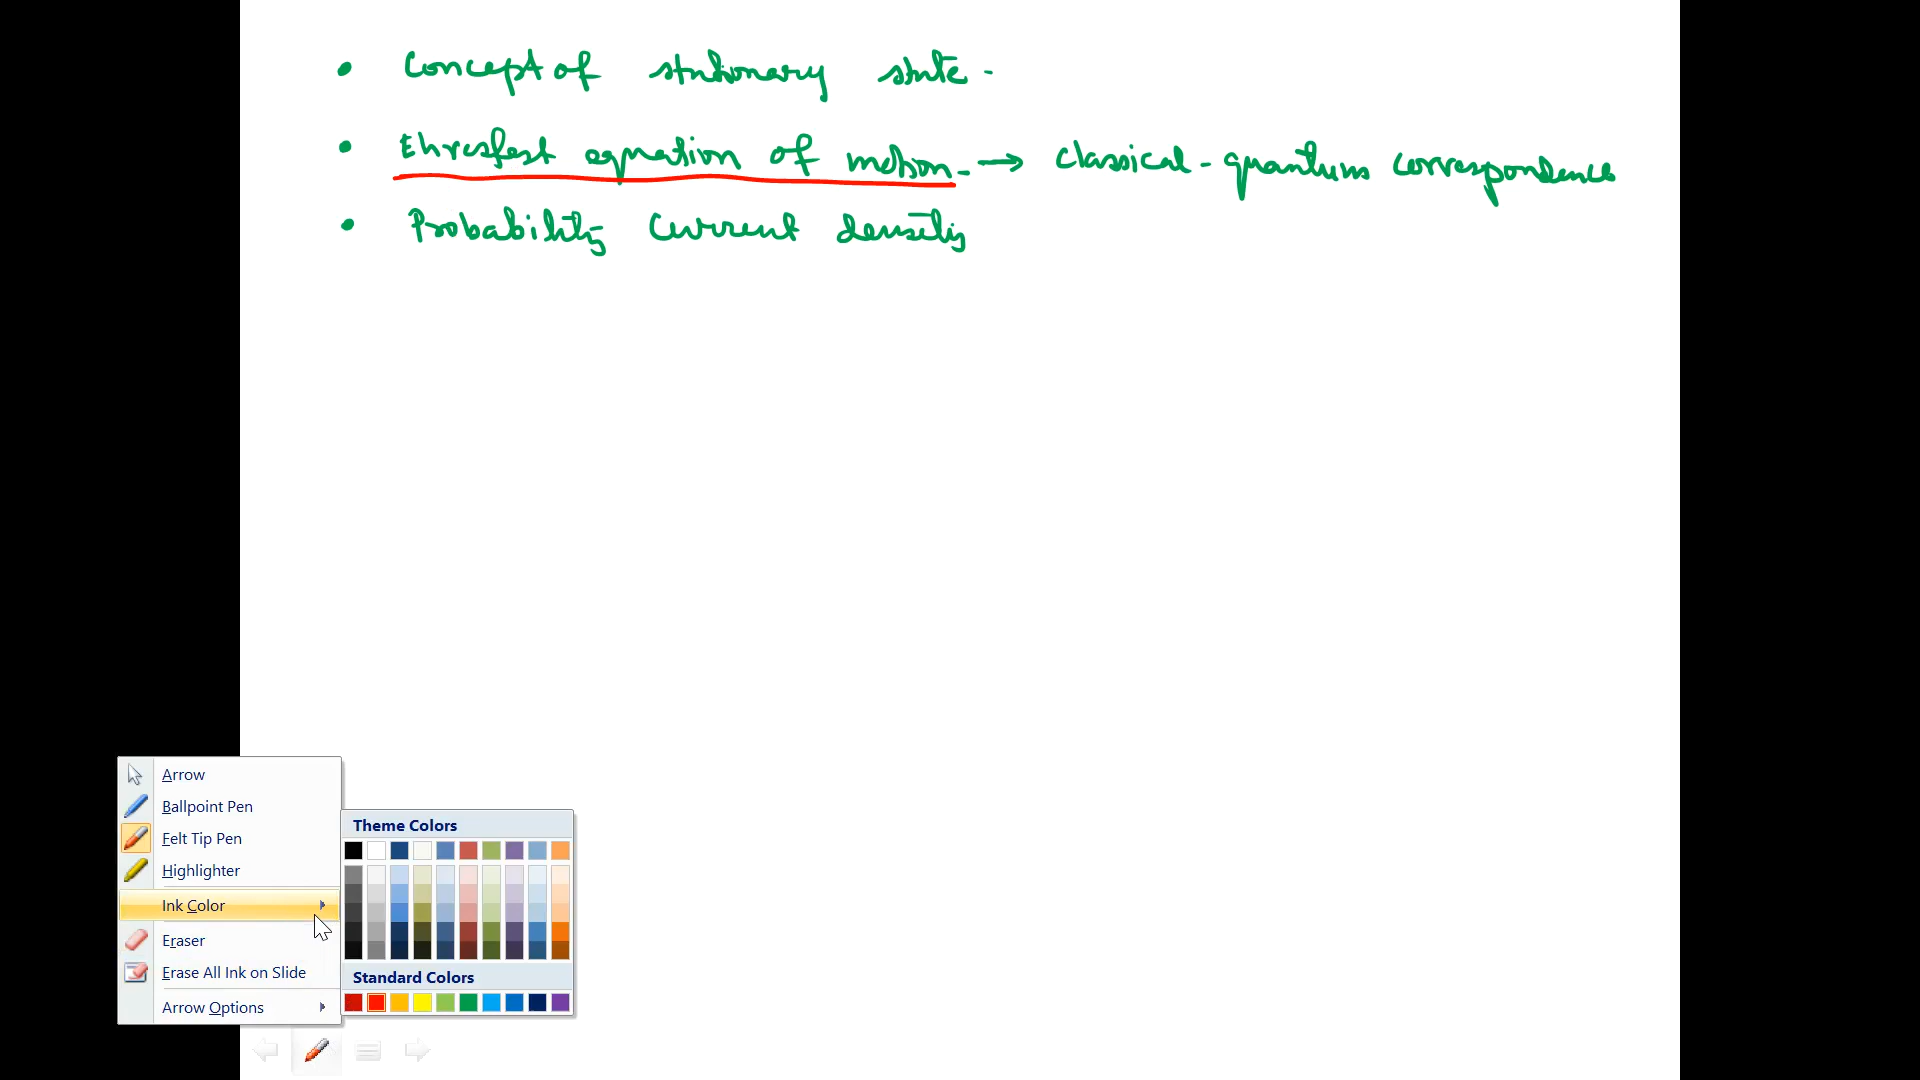 • Concept of stationary state -
• Ehrenfest equation of motion - → Classical - quantum correspondence
• Probability Current density
Arrow
Ballpoint Pen
Felt Tip Pen
Highlighter
Ink Color
Eraser
Erase All Ink on Slide
Arrow Options
Theme Colors
Standard Colors